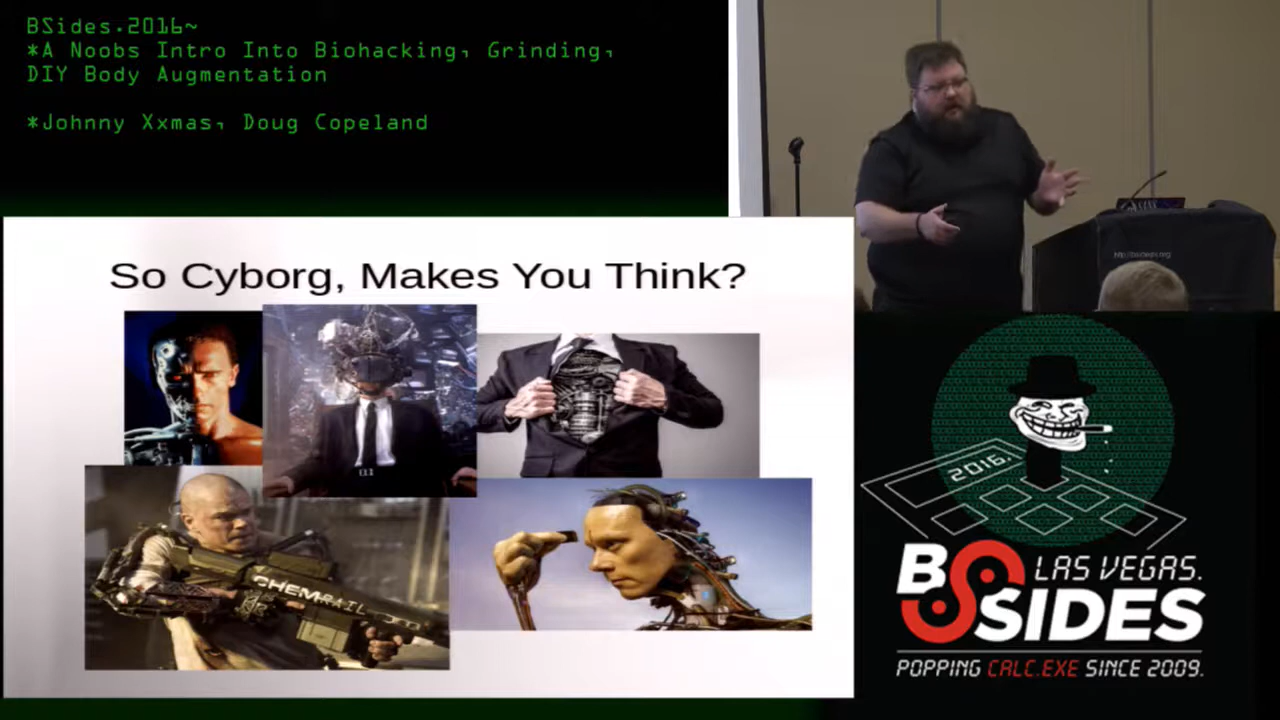 BSides.2016~
*A Noobs Intro Into Biohacking, Grinding,
DIY Body Augmentation
*Johnny Xxmas, Doug Copeland
So Cyborg, Makes You Think?
CHEMRAIL
2016.
BSIDES
LAS VEGAS.
POPPING CALC.EXE SINCE 2009.